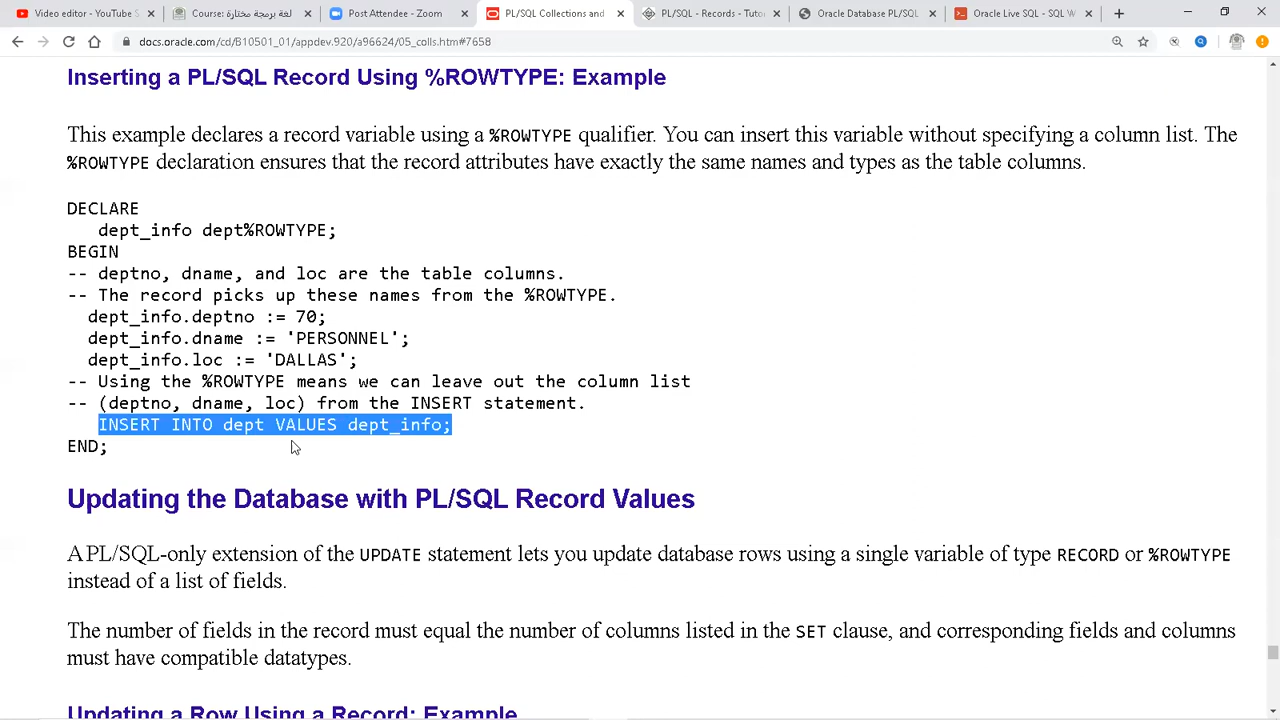 Video editor - YouTube S
Course: لغة برمجة مختارة
Post Attendee - Zoom
PL/SQL Collections and
PL/SQL - Records - Tuto
Oracle Database PL/SQL
Oracle Live SQL - SQL W
docs.oracle.com/cd/B10501_01/appdev.920/a96624/05_colls.htm#7658
Inserting a PL/SQL Record Using %ROWTYPE: Example
This example declares a record variable using a %ROWTYPE qualifier. You can insert this variable without specifying a column list. The
%ROWTYPE declaration ensures that the record attributes have exactly the same names and types as the table columns.
DECLARE
dept_info dept%ROWTYPE;
BEGIN
-- deptno, dname, and loc are the table columns.
-- The record picks up these names from the %ROWTYPE.
dept_info.deptno := 70;
dept_info.dname := 'PERSONNEL';
dept_info.loc := 'DALLAS';
-- Using the %ROWTYPE means we can leave out the column list
-- (deptno, dname, loc) from the INSERT statement.
INSERT INTO dept VALUES dept_info;
END;
Updating the Database with PL/SQL Record Values
A PL/SQL-only extension of the UPDATE statement lets you update database rows using a single variable of type RECORD or %ROWTYPE
instead of a list of fields.
The number of fields in the record must equal the number of columns listed in the SET clause, and corresponding fields and columns
must have compatible datatypes.
Updating a Row Using a Record: Example